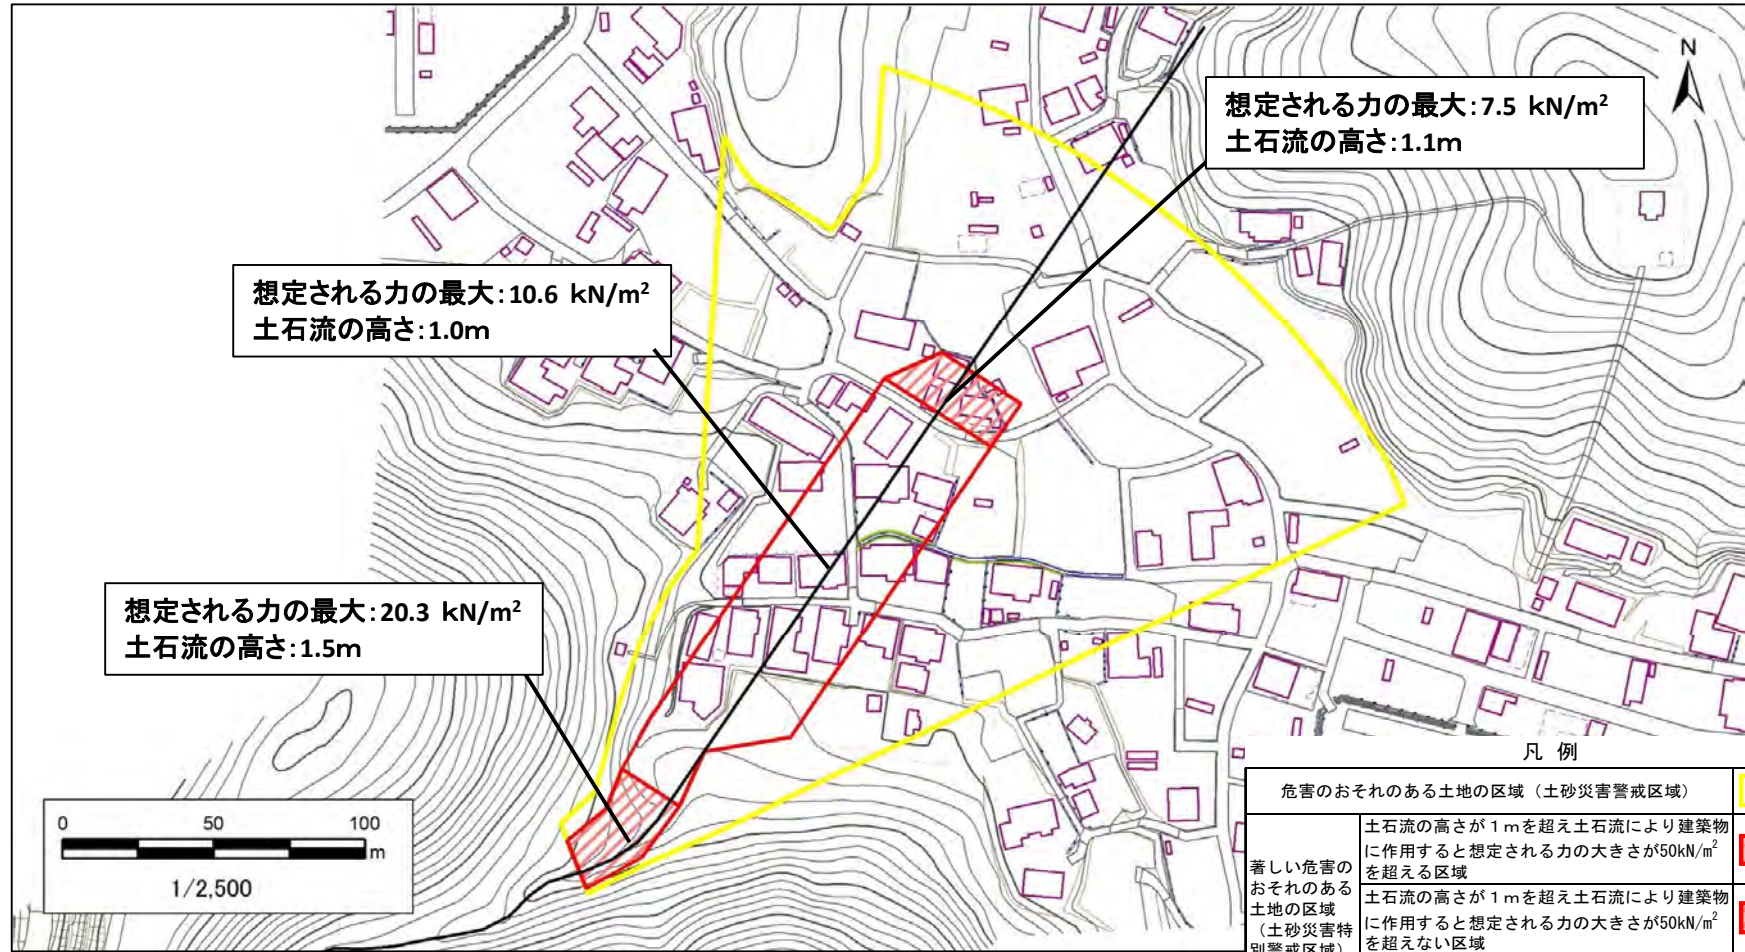 N
想定される力の最大:7.5 kN/m²
土石流の高さ:1.1m
想定される力の最大:10.6 kN/m²
土石流の高さ:1.0m
想定される力の最大:20.3 kN/m²
土石流の高さ:1.5m
0 50 100
m
1/2,500
凡 例
危害のおそれのある土地の区域（土砂災害警戒区域）
著しい危害の
おそれのある
土地の区域
（土砂災害特
別警戒区域）
土石流の高さが1mを超え土石流により建築物
に作用すると想定される力の大きさが50kN/m²
を超える区域
土石流の高さが1mを超え土石流により建築物
に作用すると想定される力の大きさが50kN/m²
を超えない区域